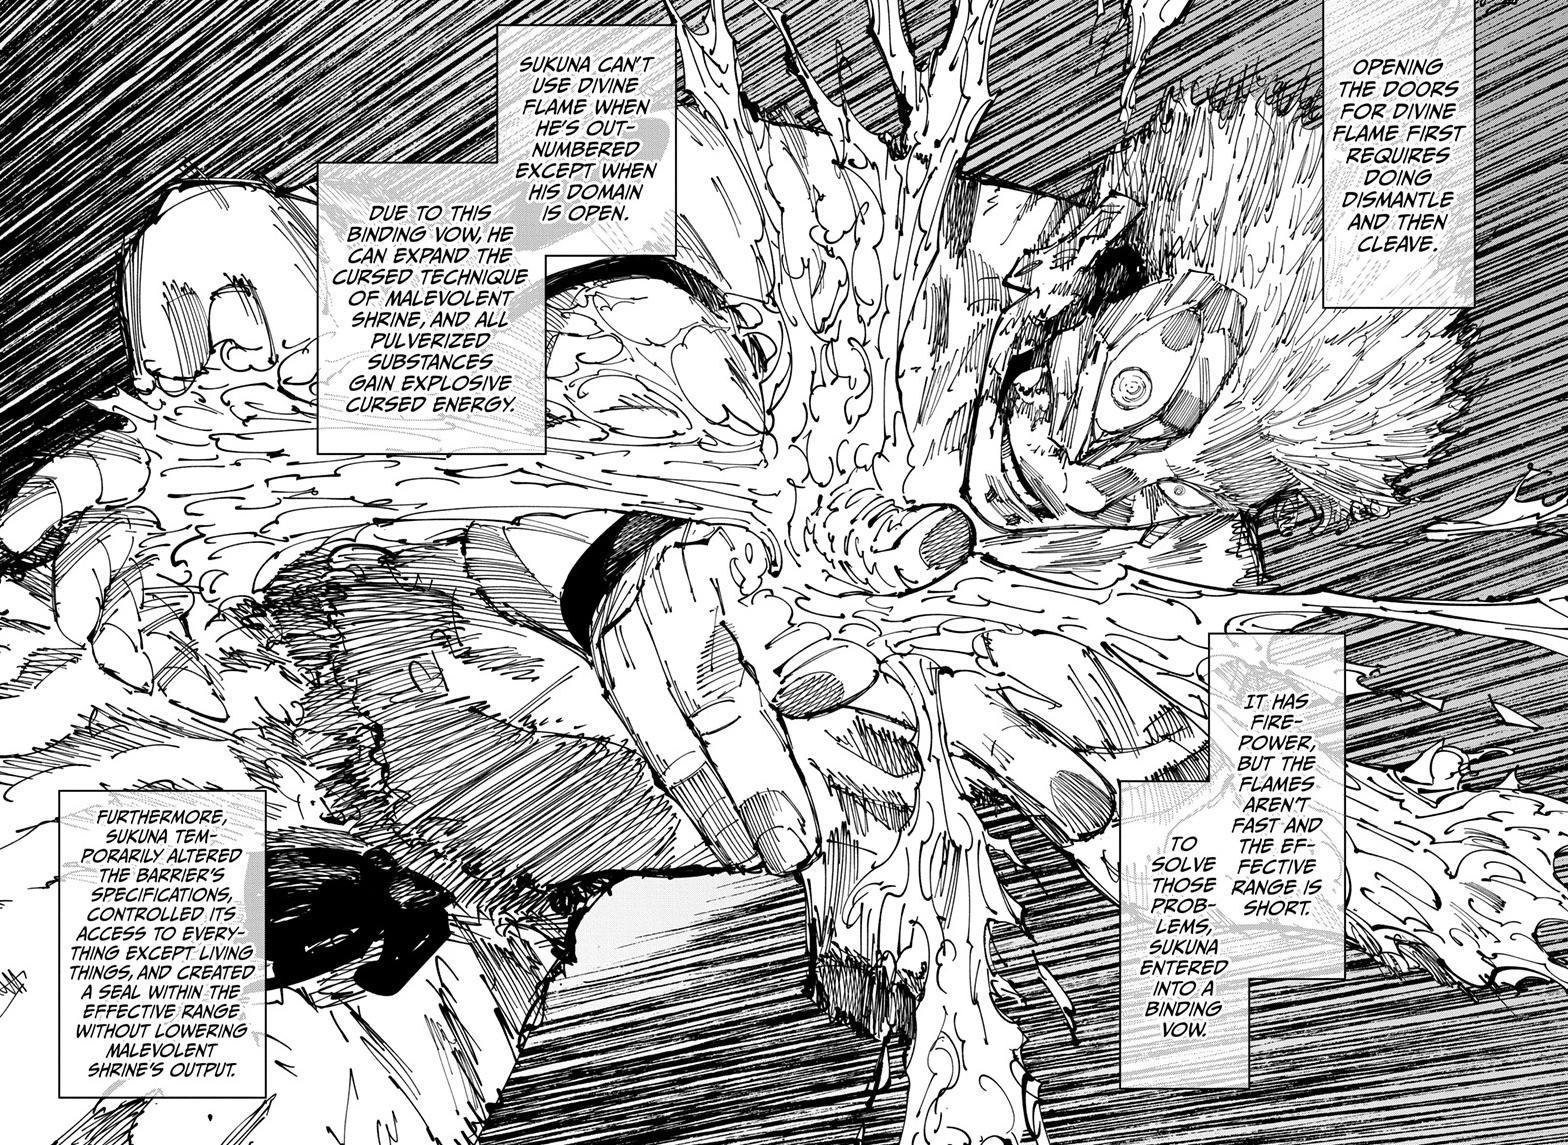 OPENING
THE DOORS
FOR DIVINE
FLAME FIRST
REQUIRES
DOING
DISMANTLE
AND THEN
CLEAVE.
IT HAS
FIRE-
POWER,
BUT THE
FLAMES
AREN'T
FAST AND
THE EF-
FECTIVE
RANGE IS
SHORT.
TO
SOLVE
THOSE
PROB-
LEMS,
SUKUNA
ENTERED
INTO A
BINDING
VOW.
SUKUNA CAN'T
USE DIVINE
FLAME WHEN
HE'S OUT-
NUMBERED
EXCEPT WHEN
HIS DOMAIN
IS OPEN.
DUE TO THIS
BINDING VOW, HE
CAN EXPAND THE
CURSED TECHNIQUE
OF MALEVOLENT
SHRINE, AND ALL
PULVERIZED
SUBSTANCES
GAIN EXPLOSIVE
CURSED ENERGY.
FURTHERMORE,
SUKUNA TEM-
PORARILY ALTERED
THE BARRIER'S
SPECIFICATIONS,
CONTROLLED ITS
ACCESS TO EVERY-
THING EXCEPT LIVING
THINGS, AND CREATED
A SEAL WITHIN THE
EFFECTIVE RANGE
WITHOUT LOWERING
MALEVOLENT
SHRINE'S OUTPUT.